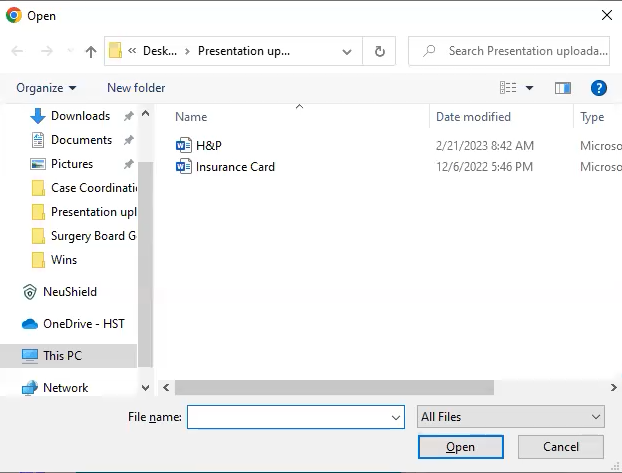 Open
Desk... Presentation up... Search Presentation uploada...
Organize New folder
Name Date modified Type
Downloads
Documents
Pictures
Case Coordinati
Presentation upl
Surgery Board G
Wins
NeuShield
OneDrive - HST
This PC
Network
H&P 2/21/2023 8:42 AM Microso
Insurance Card 12/6/2022 5:46 PM Microso
File name: All Files
Open Cancel